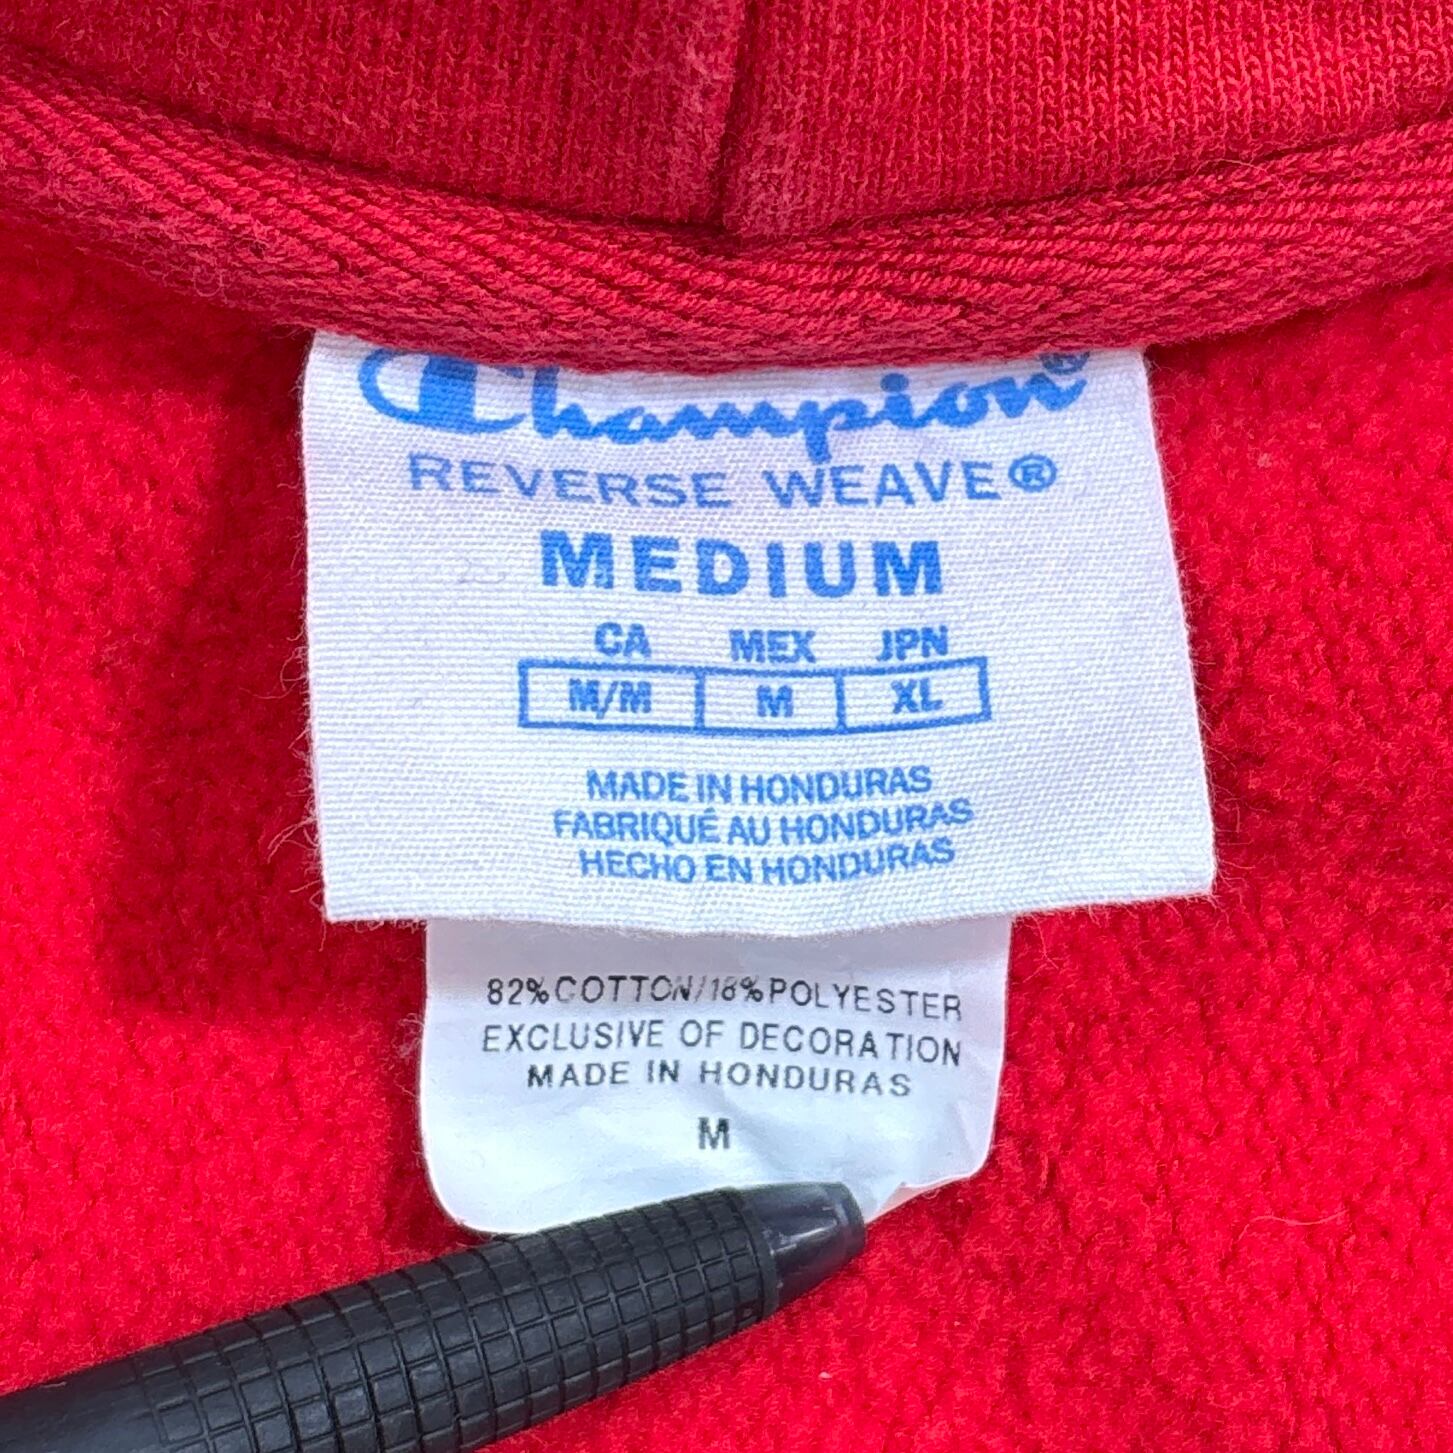 Champion®
REVERSE WEAVE®
MEDIUM
CA MEX JPN
M/M M XL
MADE IN HONDURAS
FABRIQUÉ AU HONDURAS
HECHO EN HONDURAS
82% COTTON/18% POLYESTER
EXCLUSIVE OF DECORATION
MADE IN HONDURAS
M